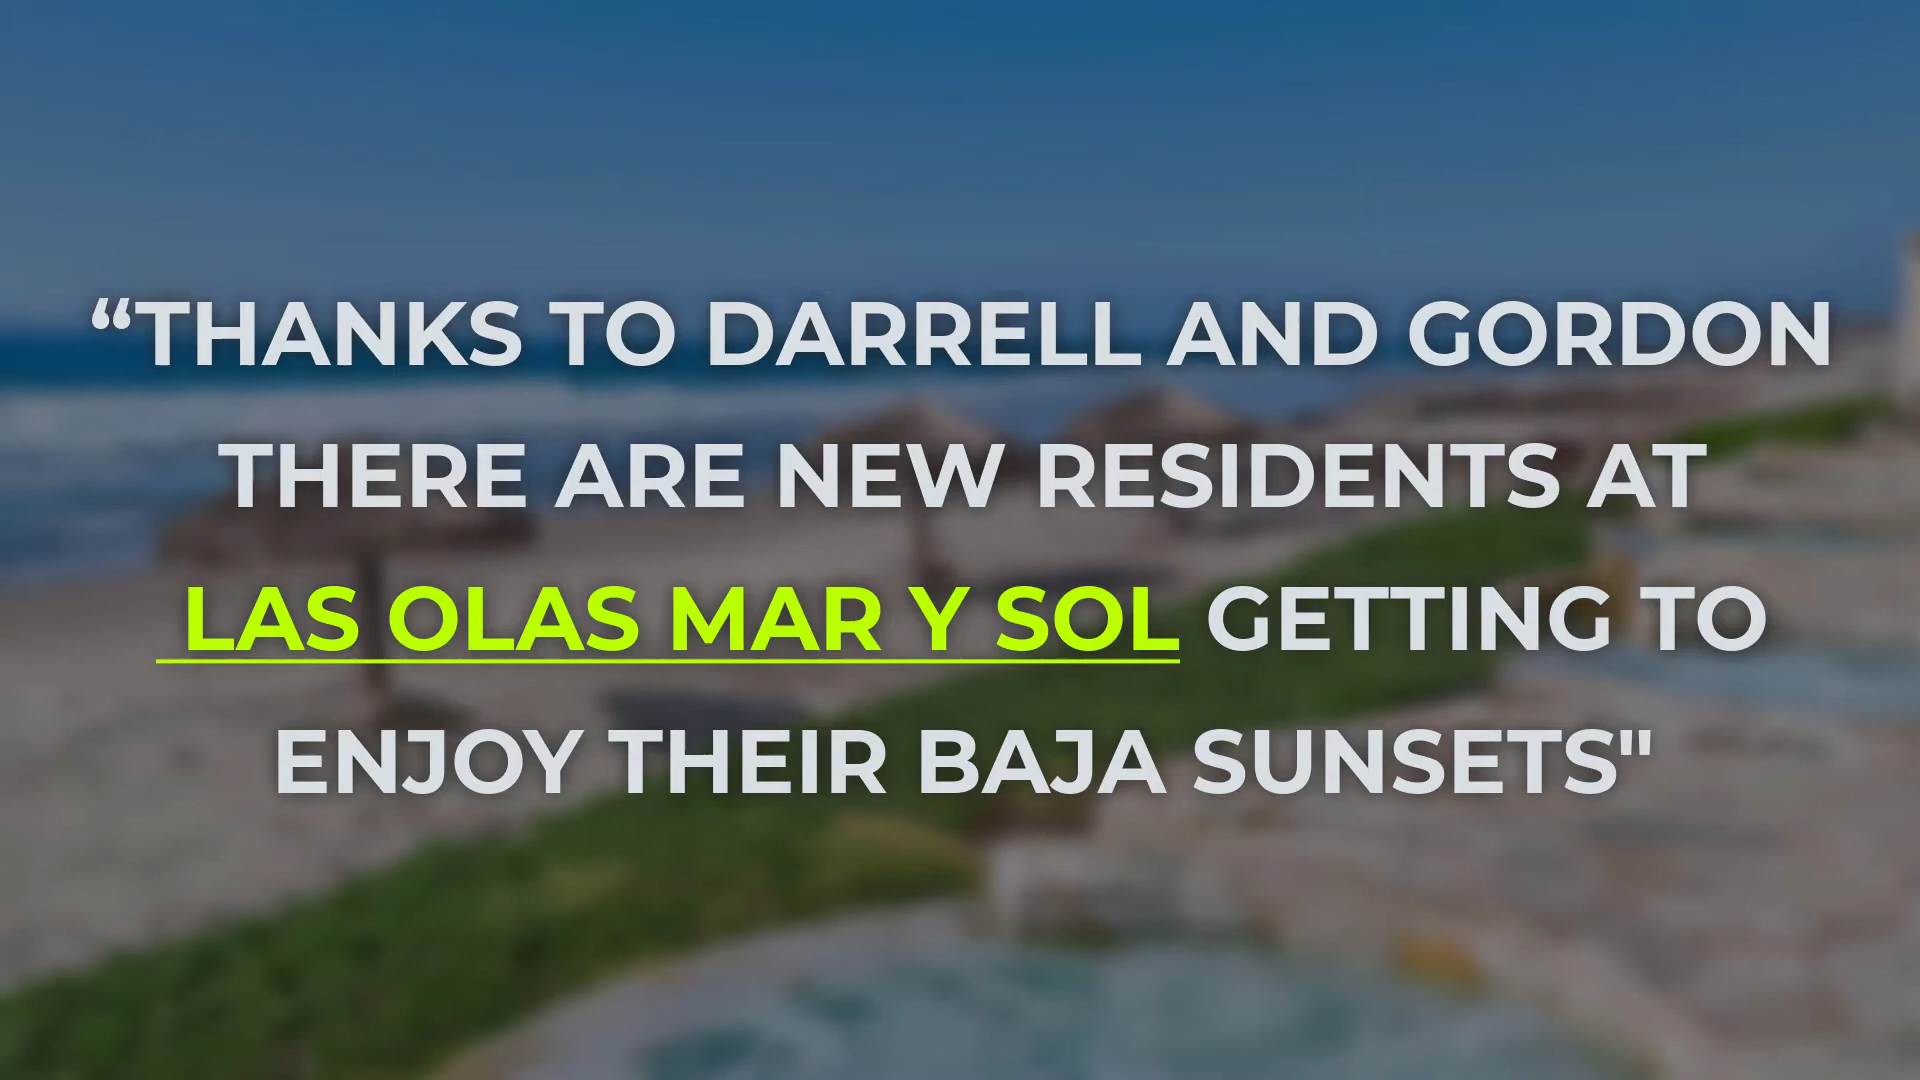 “THANKS TO DARRELL AND GORDON
THERE ARE NEW RESIDENTS AT
LAS OLAS MAR Y SOL GETTING TO
ENJOY THEIR BAJA SUNSETS"